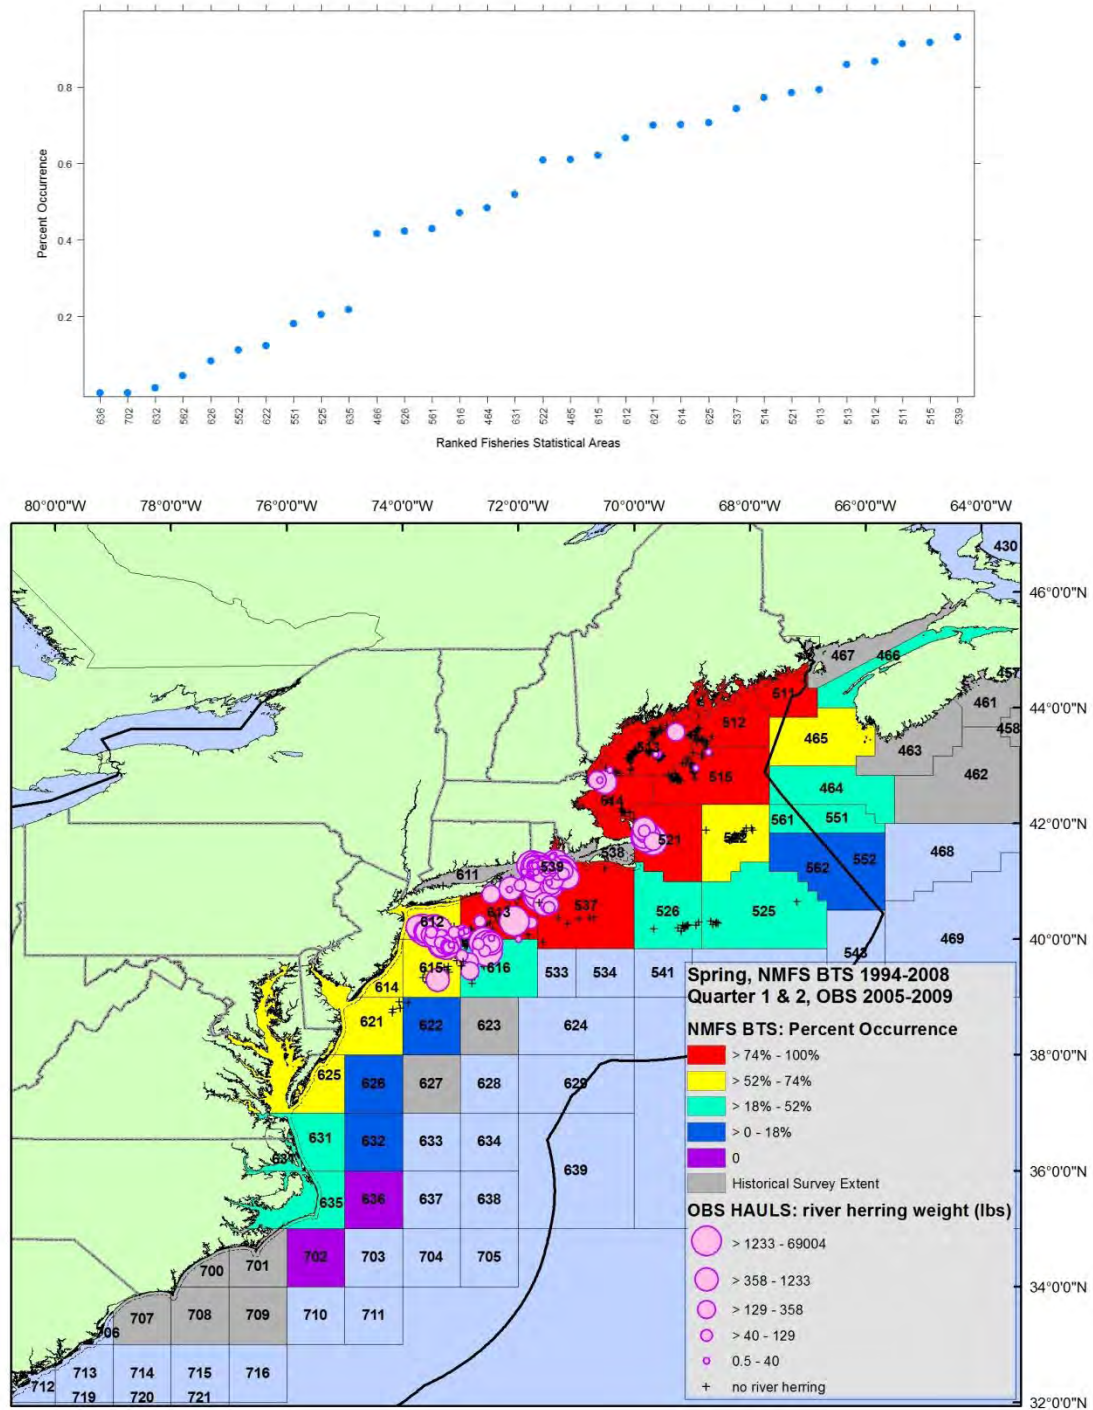 0.8
0.6
0.4
0.2
Percent Occurrence
636 702 632 562 626 552 622 551 525 635 466 526 561 616 464 631 522 465 615 612 621 614 625 537 514 521 613 513 512 511 515 539
Ranked Fisheries Statistical Areas
80°0'0"W 78°0'0"W 76°0'0"W 74°0'0"W 72°0'0"W 70°0'0"W 68°0'0"W 66°0'0"W 64°0'0"W
430
46°0'0"N
467 466
457
511
461
44°0'0"N
512
458
465
463
515
462
464
514
561 551
42°0'0"N
521
522
538
562 552 468
539
611
537
612 613
526 525
469
40°0'0"N
615 616
533 534 541
543
614
621 622 623 624
38°0'0"N
625 626 627 628 629
631 632 633 634
631
639
36°0'0"N
635 636 637 638
700 701 702 703 704 705
34°0'0"N
706 707 708 709 710 711
712 713 714 715 716
719 720 721
32°0'0"N
Spring, NMFS BTS 1994-2008
Quarter 1 & 2, OBS 2005-2009
NMFS BTS: Percent Occurrence
> 74% - 100%
> 52% - 74%
> 18% - 52%
> 0 - 18%
0
Historical Survey Extent
OBS HAULS: river herring weight (lbs)
> 1233 - 69004
> 358 - 1233
> 129 - 358
> 40 - 129
0.5 - 40
no river herring